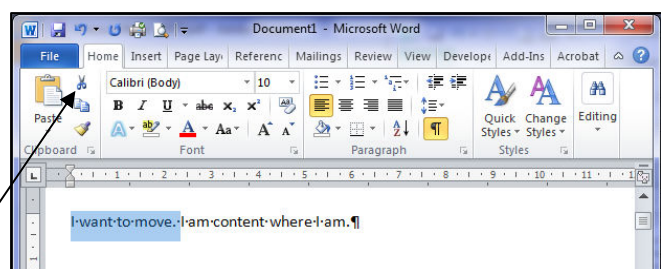 Document1 - Microsoft Word
File Home Insert Page Lay Referenc Mailings Review View Develope Add-Ins Acrobat
Calibri (Body) 10
Paste
B I U abc x₂ x²
A ab A Aa A A
Quick Styles
Change Styles
Editing
Clipboard Font Paragraph Styles
1 2 3 4 5 6 7 8 9 10 11 1
I·want·to·move.·I·am·content·where·I·am.¶